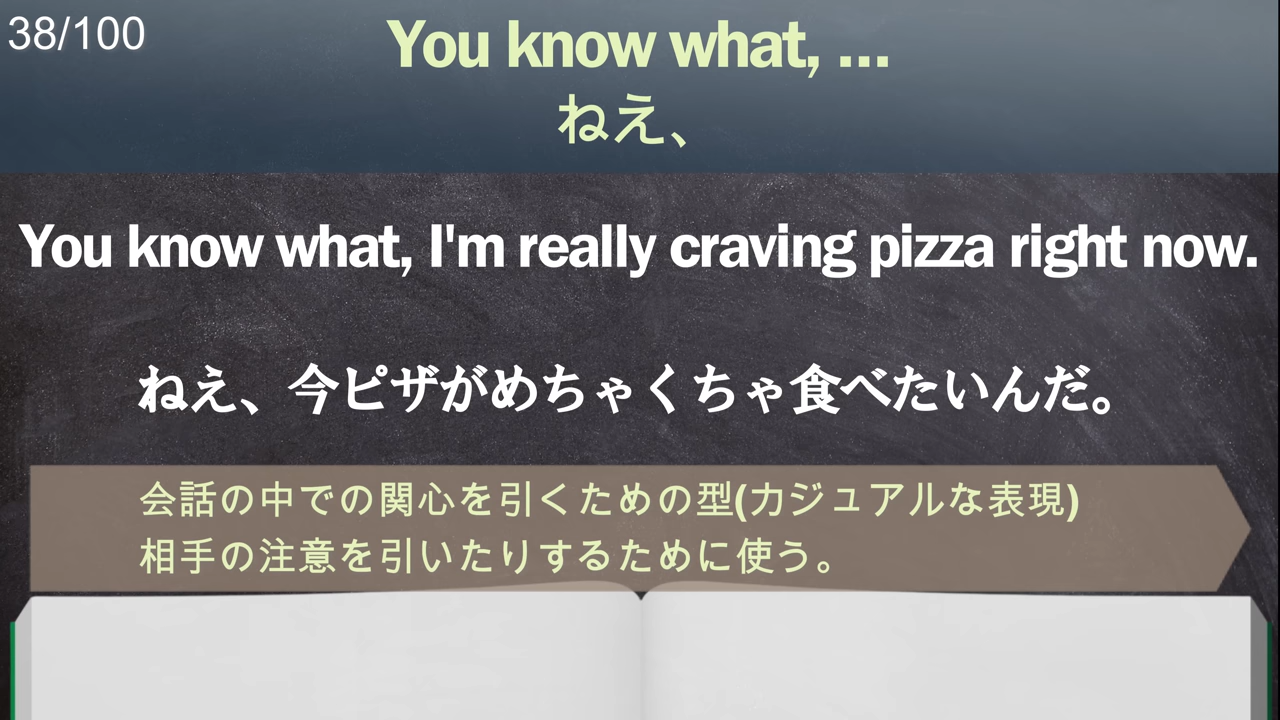 38/100
You know what, ...
ねえ、
You know what, I'm really craving pizza right now.
ねえ、今ピザがめちゃくちゃ食べたいんだ。
会話の中での関心を引くための型(カジュアルな表現)
相手の注意を引いたりするために使う。